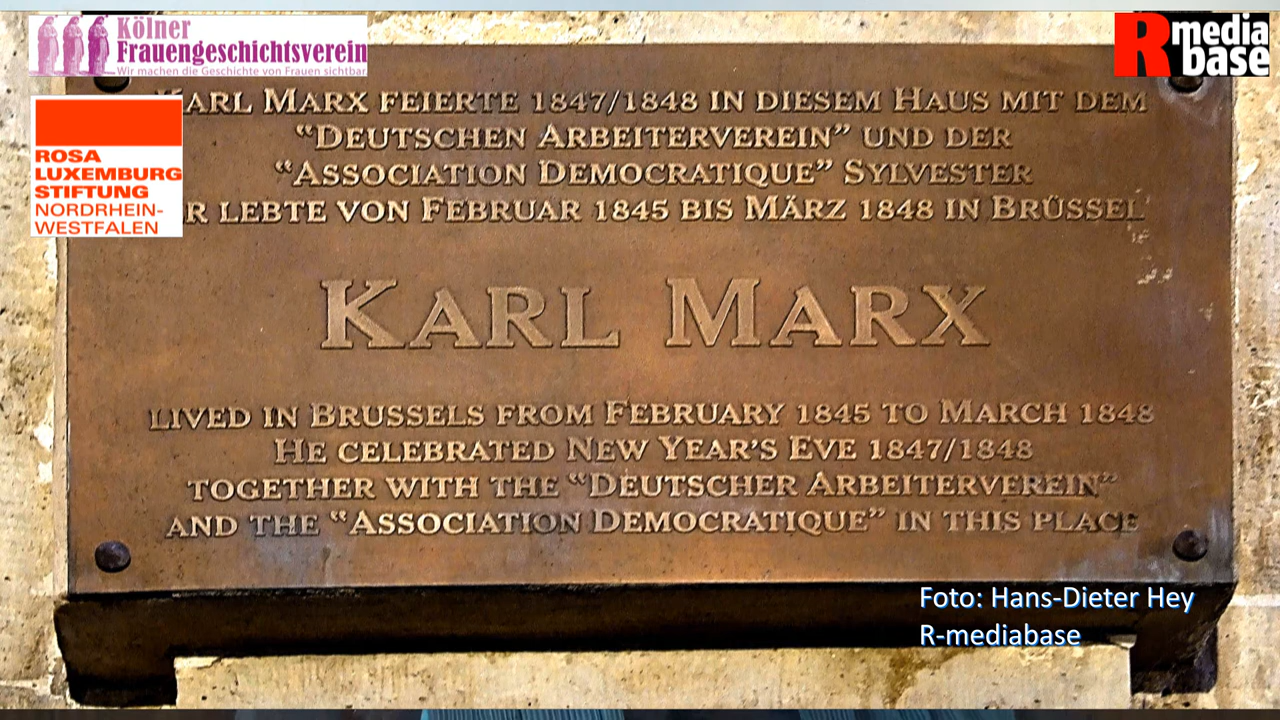 Kölner
Frauengeschichtsverein
Wir machen die Geschichte von Frauen sichtbar
R media
base
ROSA
LUXEMBURG
STIFTUNG
NORDRHEIN-
WESTFALEN
KARL MARX FEIERTE 1847/1848 IN DIESEM HAUS MIT DEM
“DEUTSCHEN ARBEITERVEREIN” UND DER
“ASSOCIATION DEMOCRATIQUE” SYLVESTER
R LEBTE VON FEBRUAR 1845 BIS MÄRZ 1848 IN BRÜSSEL
KARL MARX
LIVED IN BRUSSELS FROM FEBRUARY 1845 TO MARCH 1848
HE CELEBRATED NEW YEAR’S EVE 1847/1848
TOGETHER WITH THE “DEUTSCHER ARBEITERVEREIN”
AND THE “ASSOCIATION DEMOCRATIQUE” IN THIS PLACE
Foto: Hans-Dieter Hey
R-mediabase